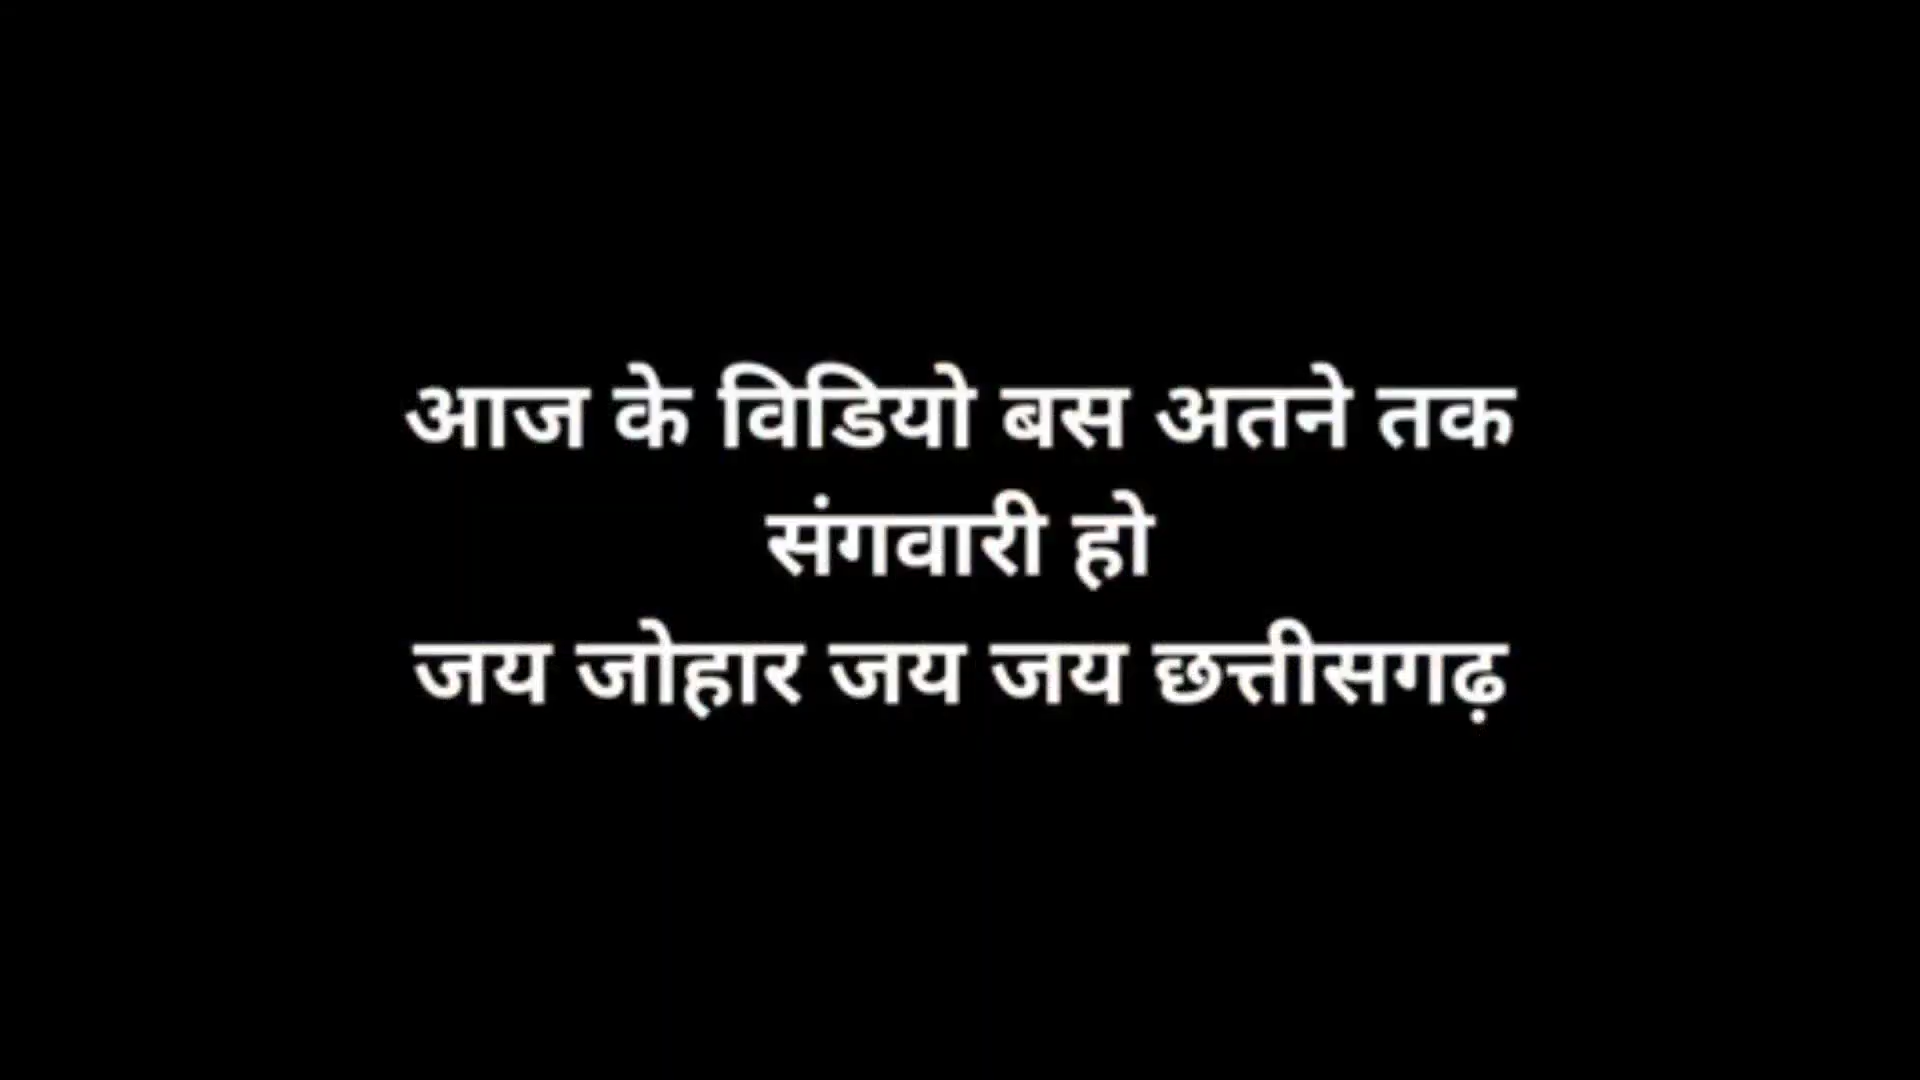 आज के विडियो बस अतने तक
संगवारी हो
जय जोहार जय जय छत्तीसगढ़